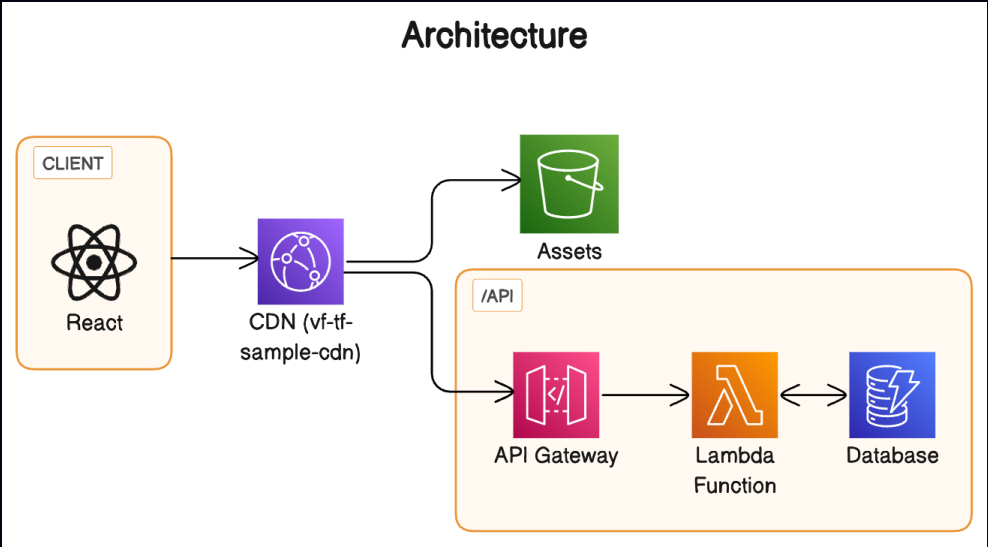 Architecture
CLIENT
React
CDN (vf-tf-
sample-cdn)
Assets
/API
</>
API Gateway
Lambda
Function
Database